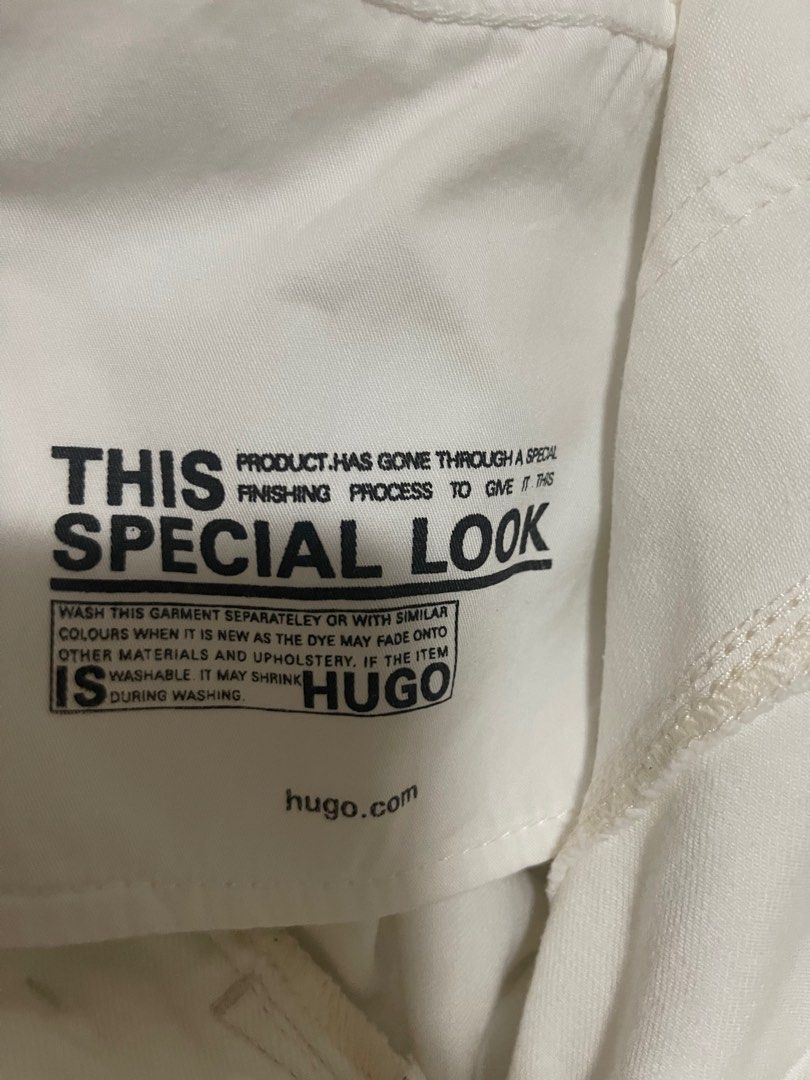 THIS PRODUCT.HAS GONE THROUGH A SPECIAL
FINISHING PROCESS TO GIVE IT THIS
SPECIAL LOOK
WASH THIS GARMENT SEPARATELEY OR WITH SIMILAR
COLOURS WHEN IT IS NEW AS THE DYE MAY FADE ONTO
OTHER MATERIALS AND UPHOLSTERY. IF THE ITEM
IS WASHABLE. IT MAY SHRINK HUGO
DURING WASHING.
hugo.com